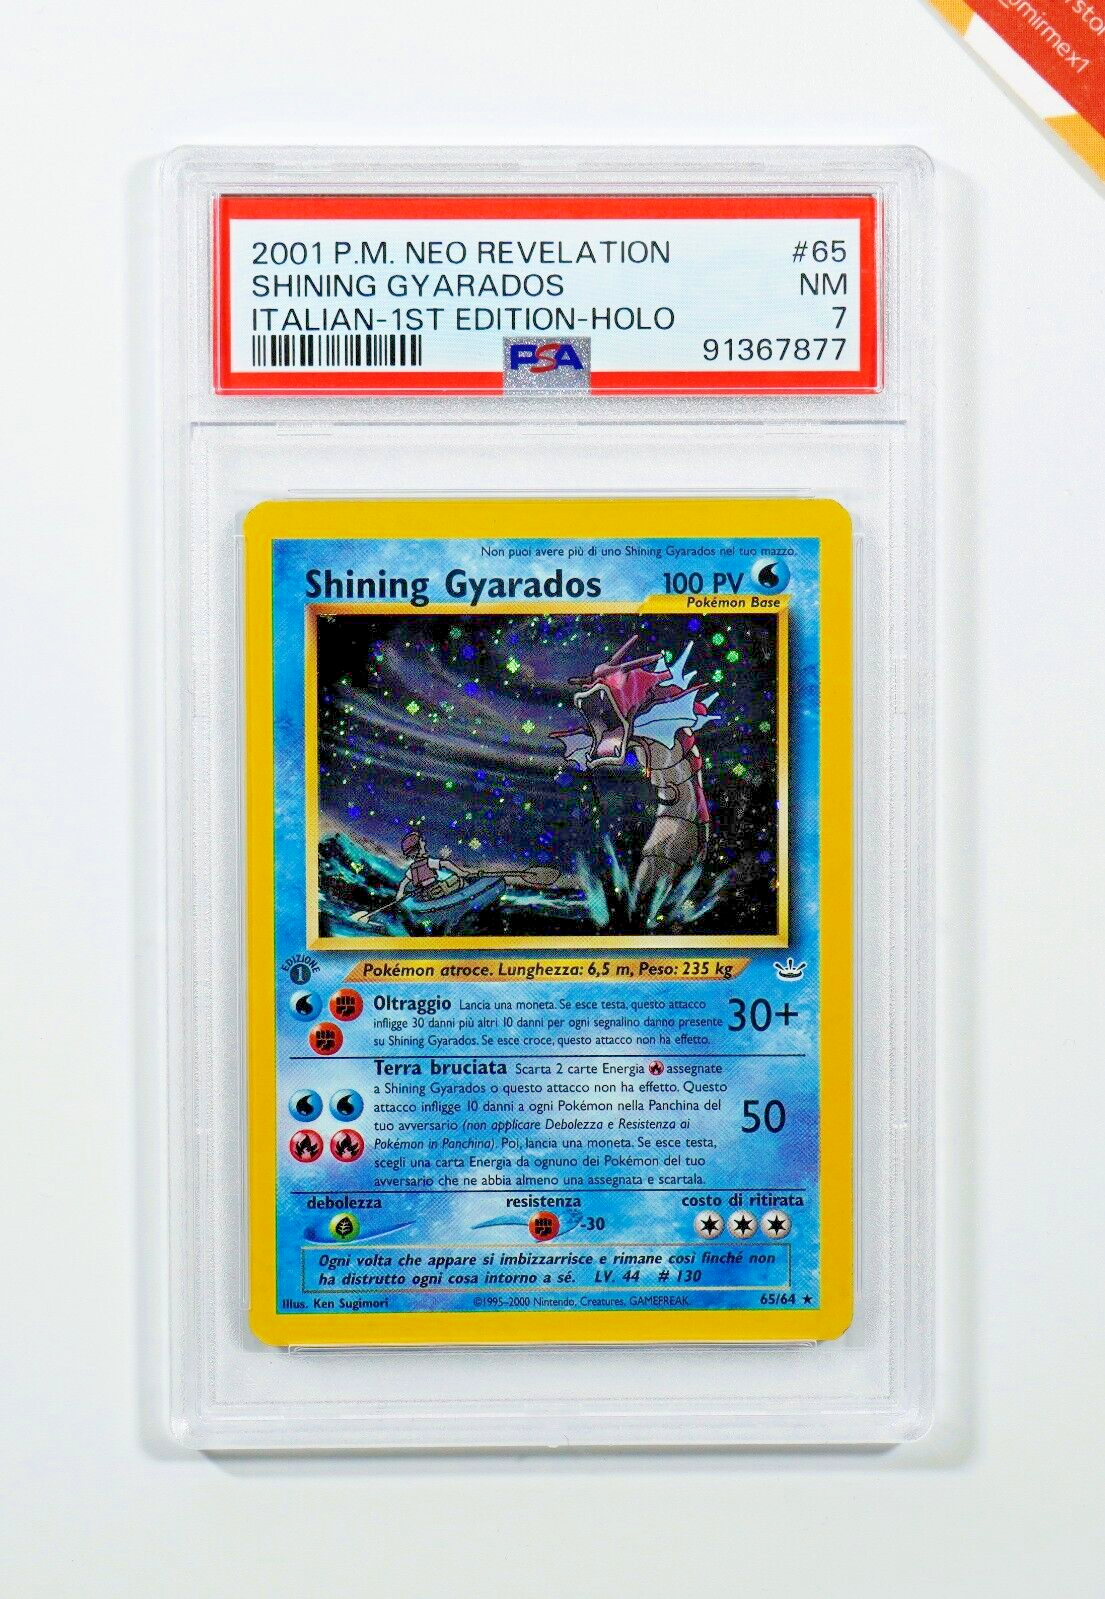 mirmex1
2001 P.M. NEO REVELATION #65
SHINING GYARADOS NM
ITALIAN-1ST EDITION-HOLO 7
PSA 91367877
Non puoi avere più di uno Shining Gyarados nel tuo mazzo.
Shining Gyarados 100 PV
Pokémon Base
EDIZIONE 1
Pokémon atroce. Lunghezza: 6,5 m, Peso: 235 kg
Oltraggio Lancia una moneta. Se esce testa, questo attacco
infligge 30 danni più altri 10 danni per ogni segnalino danno presente 30+
su Shining Gyarados. Se esce croce, questo attacco non ha effetto.
Terra bruciata Scarta 2 carte Energia assegnate
a Shining Gyarados o questo attacco non ha effetto. Questo
attacco infligge 10 danni a ogni Pokémon nella Panchina del
tuo avversario (non applicare Debolezza e Resistenza ai 50
Pokémon in Panchina). Poi, lancia una moneta. Se esce testa,
scegli una carta Energia da ognuno dei Pokémon del tuo
avversario che ne abbia almeno una assegnata e scartala.
debolezza resistenza costo di ritirata
-30
Ogni volta che appare si imbizzarrisce e rimane così finché non
ha distrutto ogni cosa intorno a sé. LV. 44 # 130
Illus. Ken Sugimori ©1995-2000 Nintendo, Creatures, GAMEFREAK. 65/64 ★